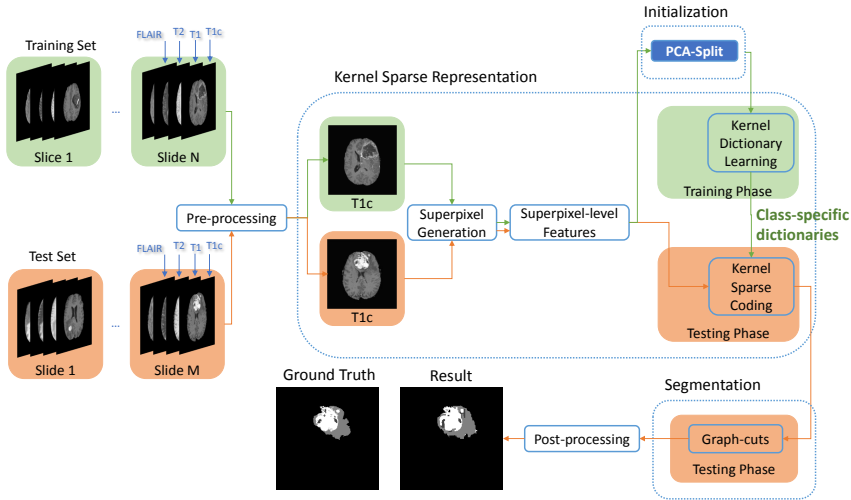 Initialization
PCA-Split
Training Set
FLAIR T2 T1 T1c
Slice 1
...
Slide N
Kernel Sparse Representation
T1c
Kernel
Dictionary
Learning
Training Phase
Pre-processing
Superpixel
Generation
Superpixel-level
Features
Class-specific
dictionaries
Test Set
FLAIR T2 T1 T1c
Slide 1
...
Slide M
T1c
Kernel
Sparse
Coding
Testing Phase
Ground Truth
Result
Segmentation
Post-processing
Graph-cuts
Testing Phase